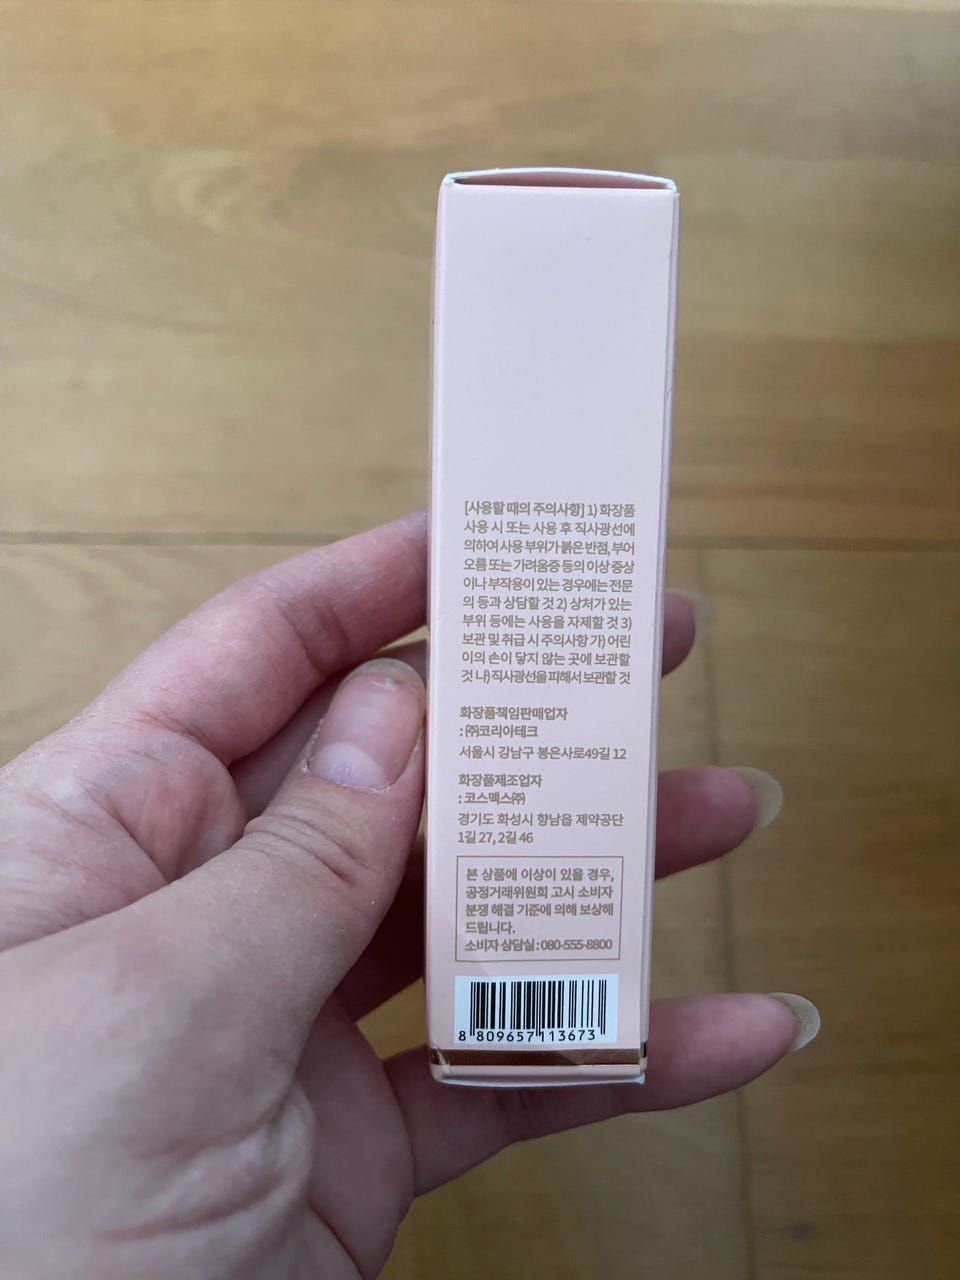 [사용할 때의 주의사항] 1) 화장품
사용 시 또는 사용 후 직사광선에
의하여 사용 부위가 붉은 반점, 부어
오름 또는 가려움증 등의 이상 증상
이나 부작용이 있는 경우에는 전문
의 등과 상담할 것 2) 상처가 있는
부위 등에는 사용을 자제할 것 3)
보관 및 취급 시 주의사항 가) 어린
이의 손이 닿지 않는 곳에 보관할
것 나) 직사광선을 피해서 보관할 것
화장품책임판매업자
: ㈜코리아테크
서울시 강남구 봉은사로49길 12
화장품제조업자
: 코스맥스㈜
경기도 화성시 향남읍 제약공단
1길 27, 2길 46
본 상품에 이상이 있을 경우,
공정거래위원회 고시 소비자
분쟁 해결 기준에 의해 보상해
드립니다.
소비자 상담실 : 080-555-8800
8 809657 113673